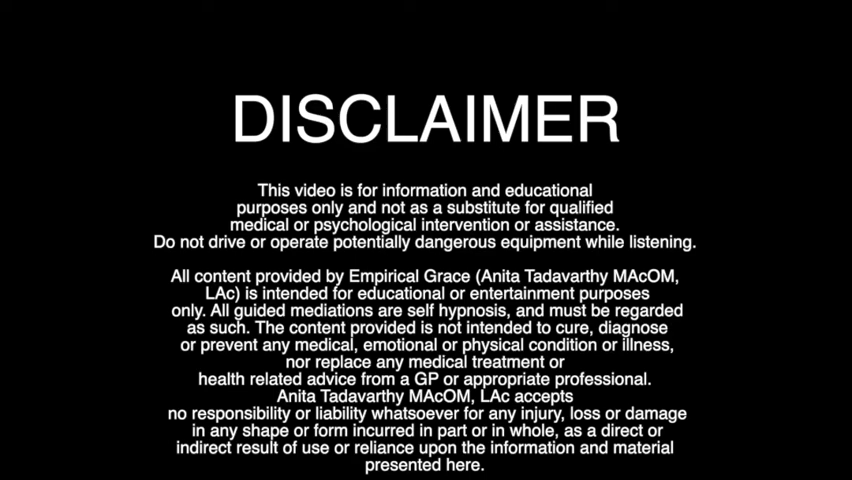 DISCLAIMER
This video is for information and educational
purposes only and not as a substitute for qualified
medical or psychological intervention or assistance.
Do not drive or operate potentially dangerous equipment while listening.
All content provided by Empirical Grace (Anita Tadavarthy MAcOM,
LAc) is intended for educational or entertainment purposes
only. All guided mediations are self hypnosis, and must be regarded
as such. The content provided is not intended to cure, diagnose
or prevent any medical, emotional or physical condition or illness,
nor replace any medical treatment or
health related advice from a GP or appropriate professional.
Anita Tadavarthy MAcOM, LAc accepts
no responsibility or liability whatsoever for any injury, loss or damage
in any shape or form incurred in part or in whole, as a direct or
indirect result of use or reliance upon the information and material
presented here.